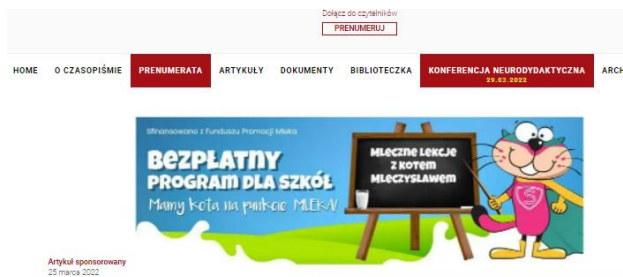 Dołącz do czytelników
PRENUMERUJ
HOME O CZASOPIŚMIE PRENUMERATA ARTYKUŁY DOKUMENTY BIBLIOTECZKA KONFERENCJA NEURODYDAKTYCZNA ARCH
29.03.2022
Sfinansowano z Funduszu Promocji Mleka
BEZPŁATNY
PROGRAM DLA SZKÓŁ
Mamy kota na punkcie MLEKA!
MLECZNE LEKCJE
Z KOTEM
MLECZYSŁAWEM
S
Artykuł sponsorowany
25 marca 2022